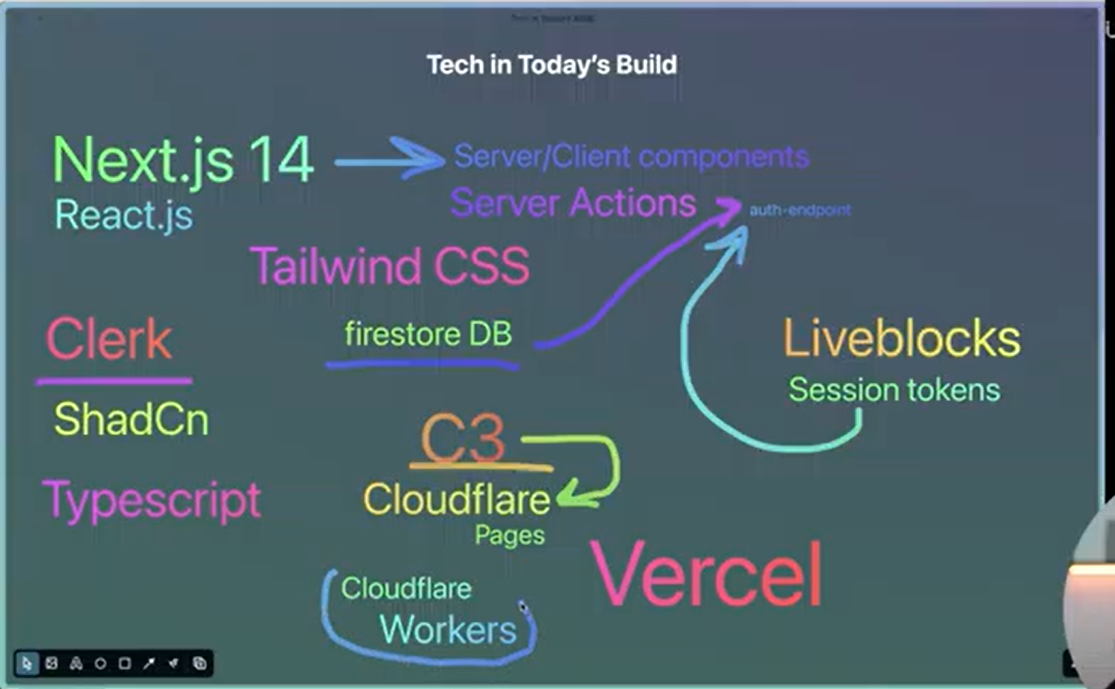 Tech in Today's Build
Next.js 14
Server/Client components
React.js
Server Actions
auth-endpoint
Tailwind CSS
Clerk
firestore DB
Liveblocks
Session tokens
ShadCn
C3
Typescript
Cloudflare
Pages
Vercel
Cloudflare
Workers